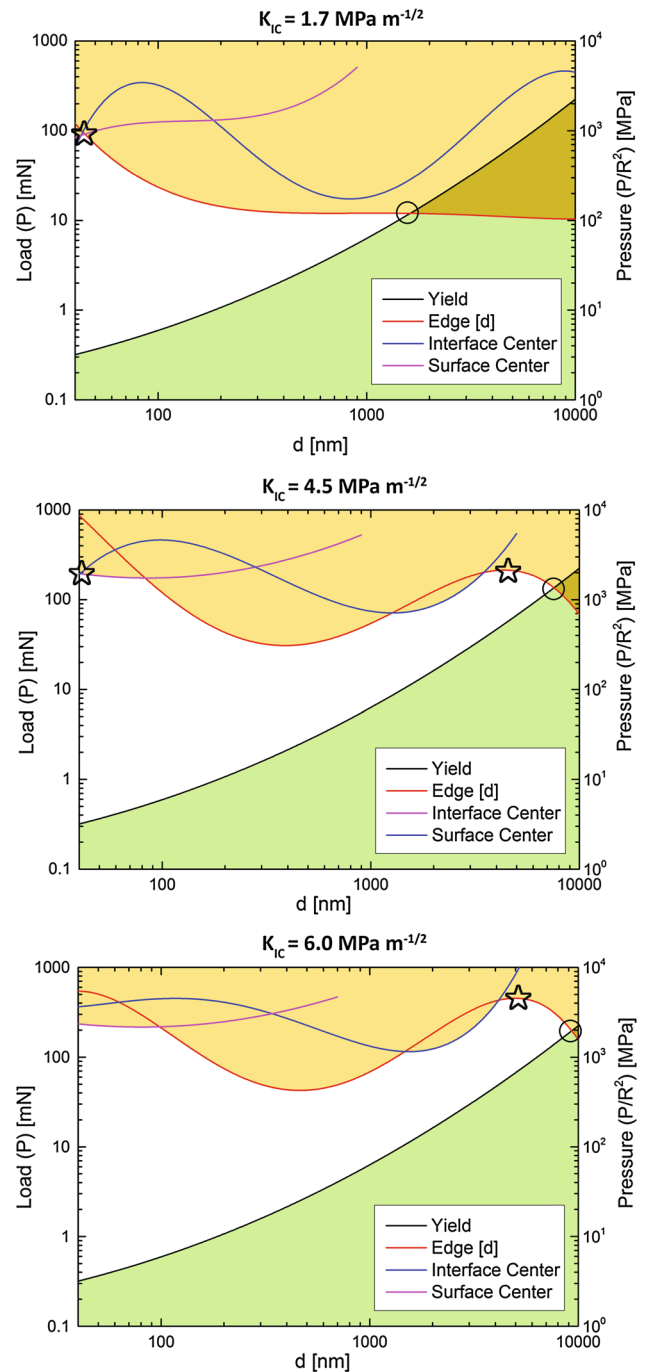 K_IC = 1.7 MPa m^-1/2
1000
100
10
1
0.1
Load (P) [mN]
10^4
10^3
10^2
10^1
10^0
Pressure (P/R^2) [MPa]
Yield
Edge [d]
Interface Center
Surface Center
100
1000
10000
d [nm]
K_IC = 4.5 MPa m^-1/2
1000
100
10
1
0.1
Load (P) [mN]
10^4
10^3
10^2
10^1
10^0
Pressure (P/R^2) [MPa]
Yield
Edge [d]
Interface Center
Surface Center
100
1000
10000
d [nm]
K_IC = 6.0 MPa m^-1/2
1000
100
10
1
0.1
Load (P) [mN]
10^4
10^3
10^2
10^1
10^0
Pressure (P/R^2) [MPa]
Yield
Edge [d]
Interface Center
Surface Center
100
1000
10000
d [nm]